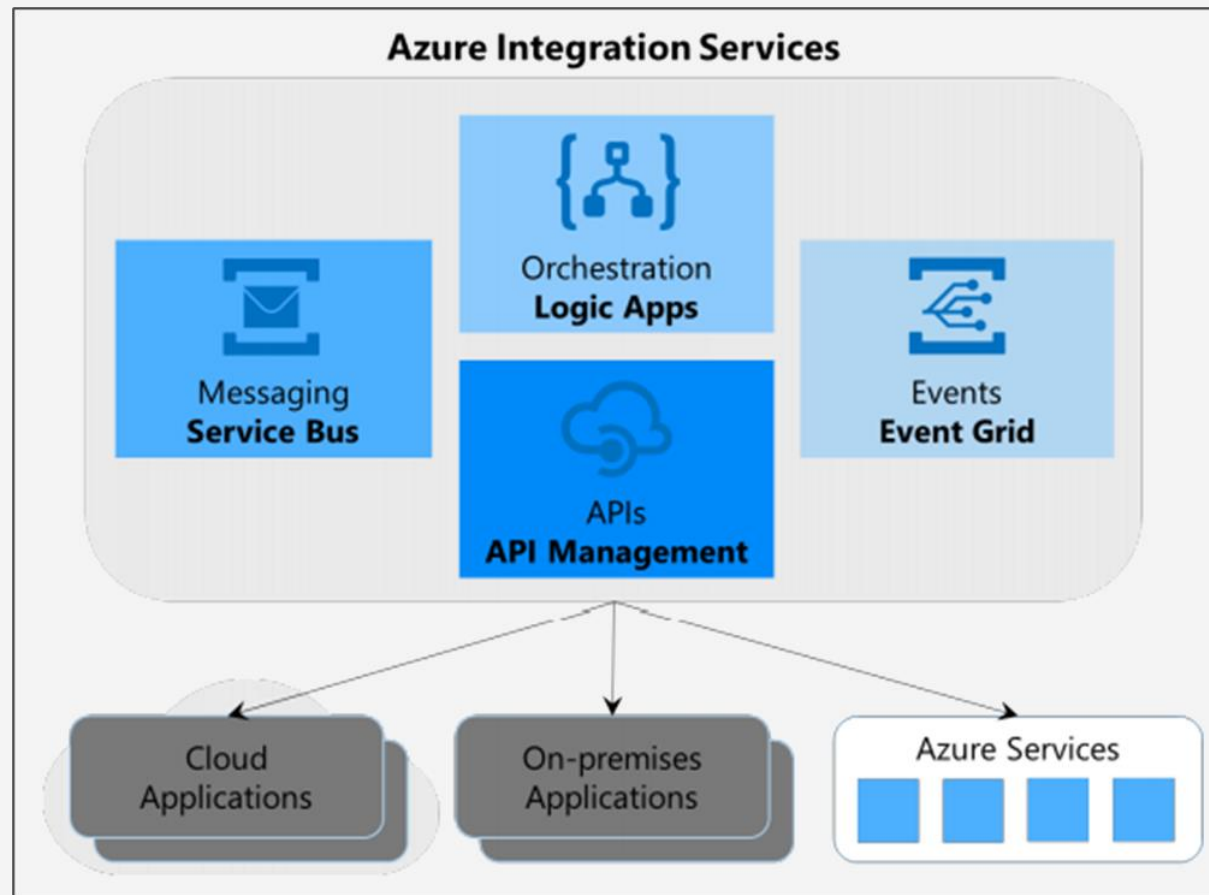 Azure Integration Services
Orchestration
Logic Apps
Messaging
Service Bus
Events
Event Grid
APIs
API Management
Cloud
Applications
On-premises
Applications
Azure Services